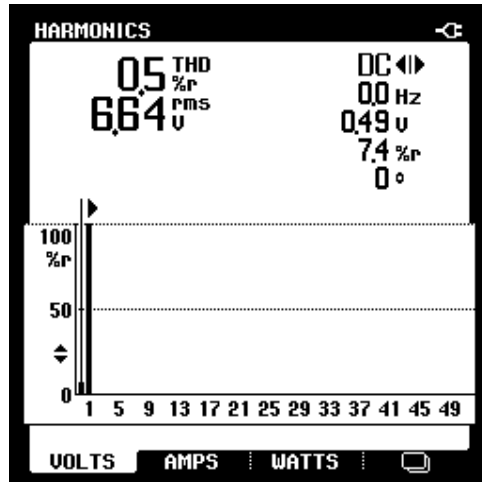 HARMONICS
0.5 THD %r
6.64 rms V
DC
0.0 Hz
0.49 V
7.4 %r
0 °
100
%r
50
0
1 5 9 13 17 21 25 29 33 37 41 45 49
VOLTS AMPS WATTS